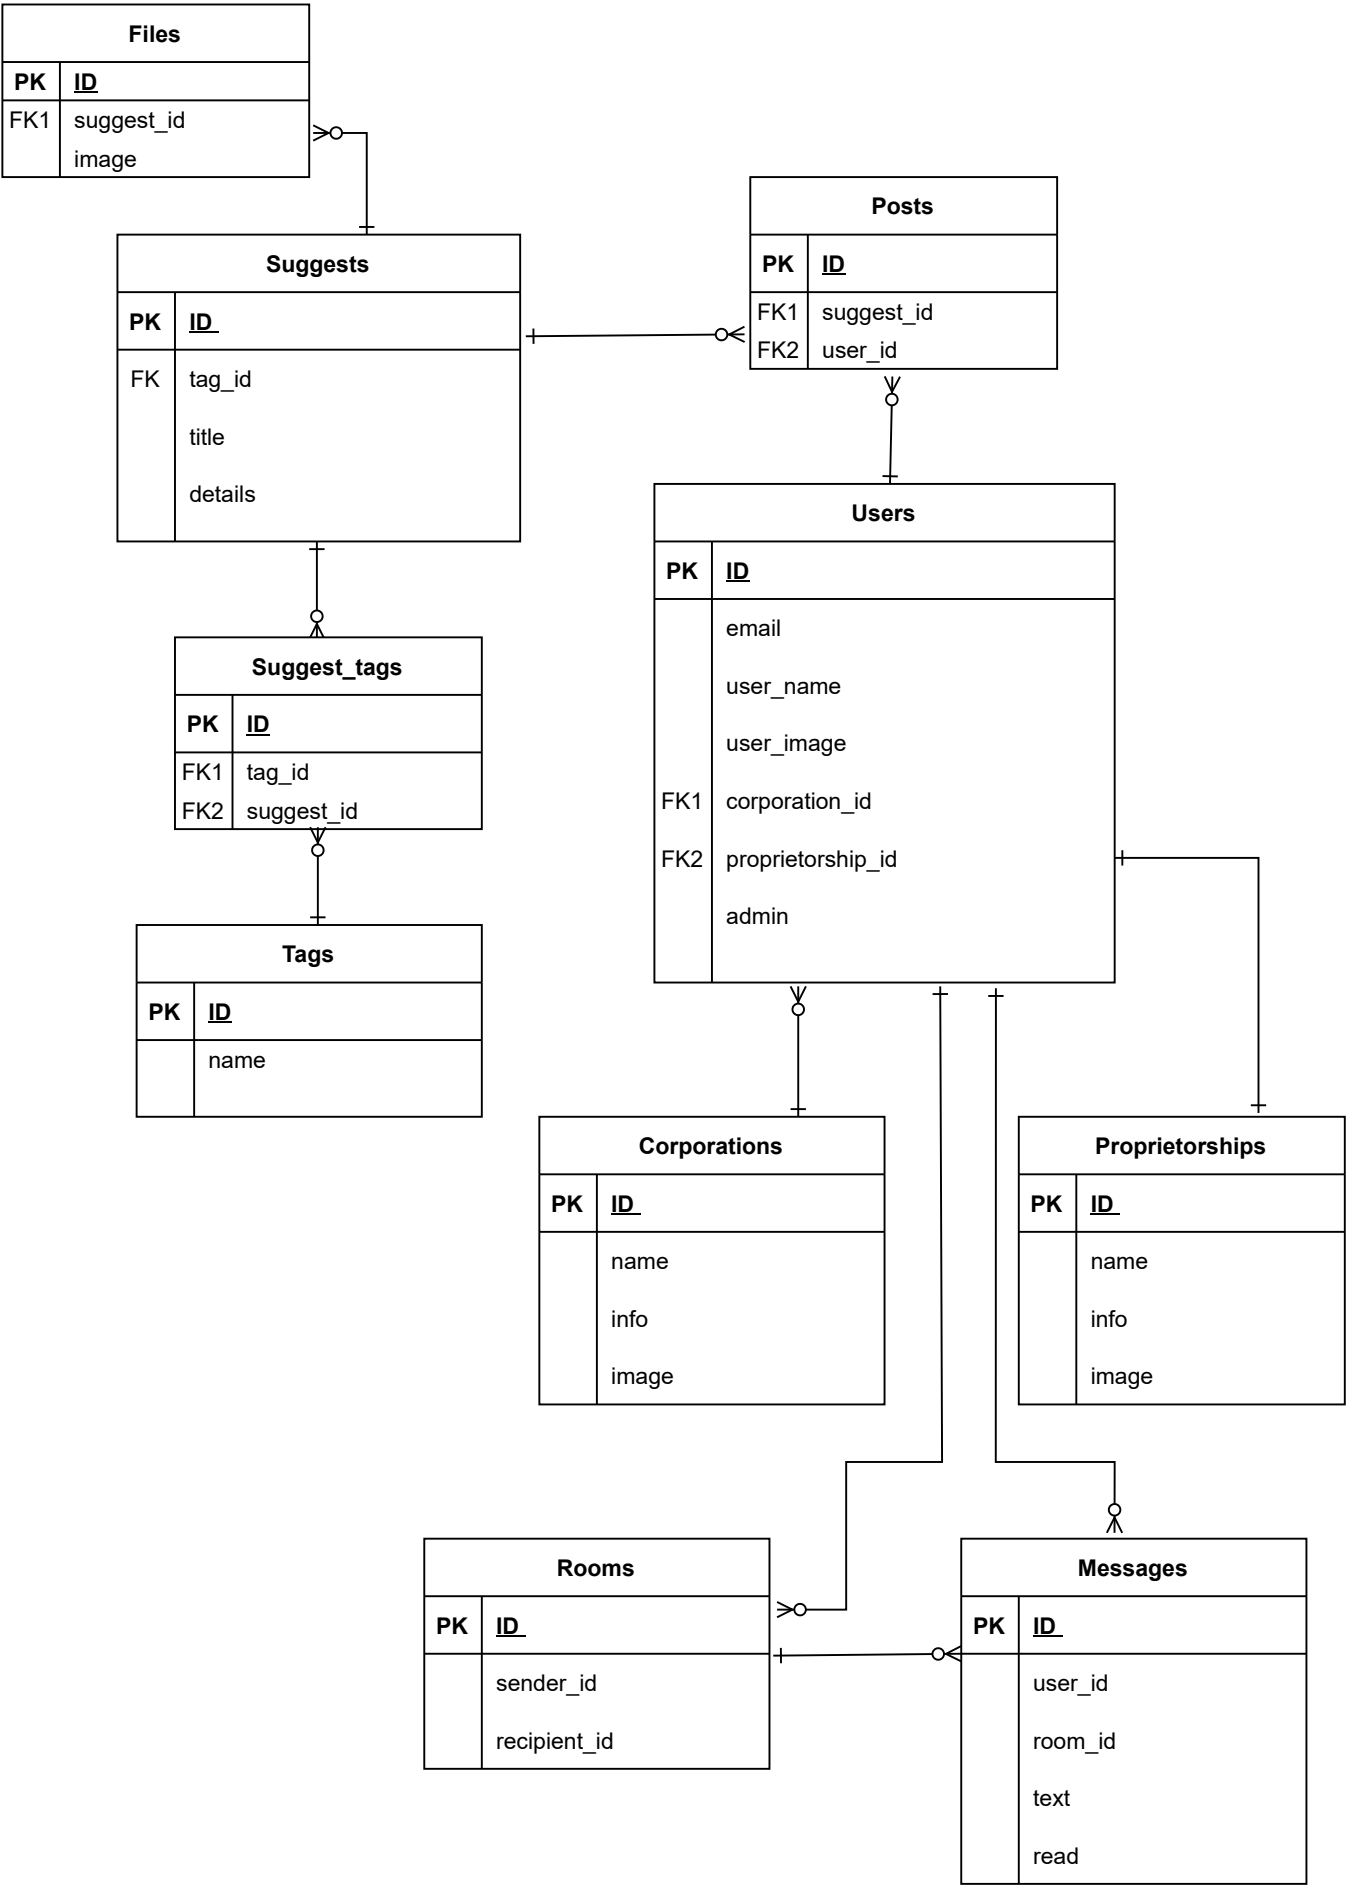 Files
PK ID
FK1 suggest_id
image
Suggests
PK ID
FK tag_id
title
details
Posts
PK ID
FK1 suggest_id
FK2 user_id
Users
PK ID
email
user_name
user_image
FK1 corporation_id
FK2 proprietorship_id
admin
Suggest_tags
PK ID
FK1 tag_id
FK2 suggest_id
Tags
PK ID
name
Corporations
PK ID
name
info
image
Proprietorships
PK ID
name
info
image
Rooms
PK ID
sender_id
recipient_id
Messages
PK ID
user_id
room_id
text
read